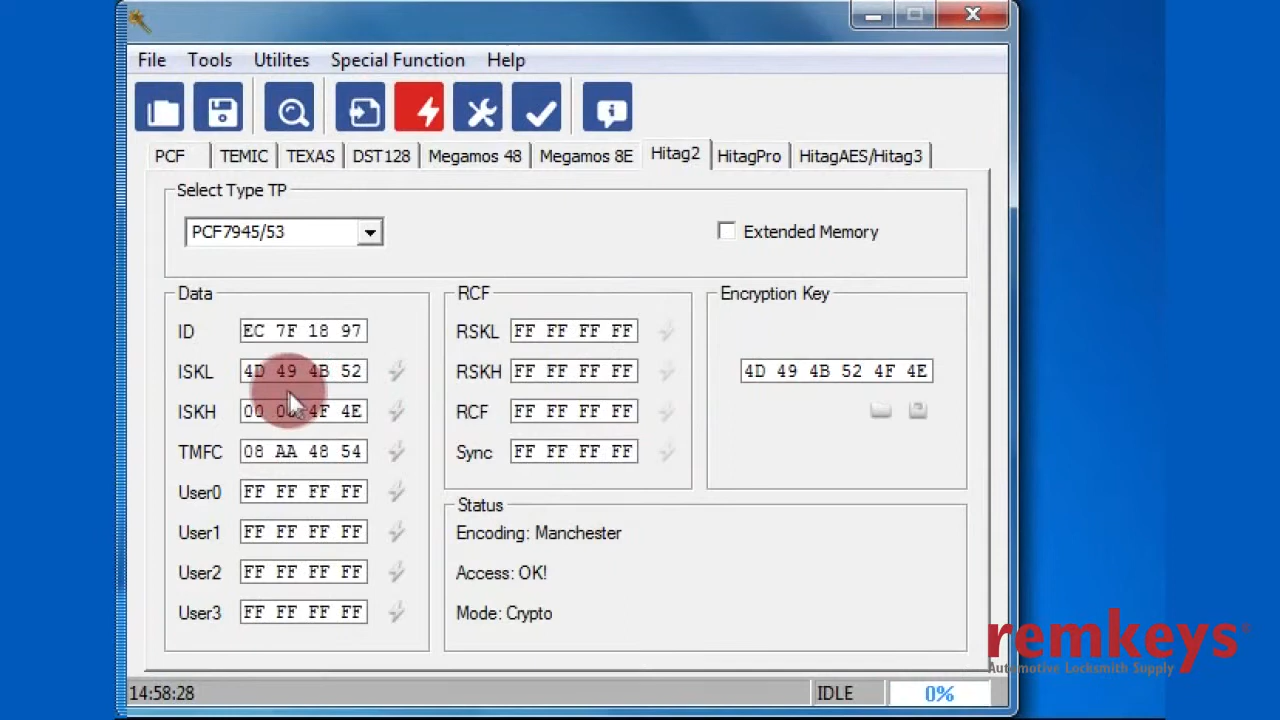 File Tools Utilites Special Function Help
PCF TEMIC TEXAS DST128 Megamos 48 Megamos 8E Hitag2 HitagPro HitagAES/Hitag3
Select Type TP
PCF7945/53
Extended Memory
Data
ID EC 7F 18 97
ISKL 4D 49 4B 52
ISKH 00 00 4F 4E
TMFC 08 AA 48 54
User0 FF FF FF FF
User1 FF FF FF FF
User2 FF FF FF FF
User3 FF FF FF FF
RCF
RSKL FF FF FF FF
RSKH FF FF FF FF
RCF FF FF FF FF
Sync FF FF FF FF
Encryption Key
4D 49 4B 52 4F 4E
Status
Encoding: Manchester
Access: OK!
Mode: Crypto
remkeys®
Automotive Locksmith Supply
14:58:28 IDLE 0%